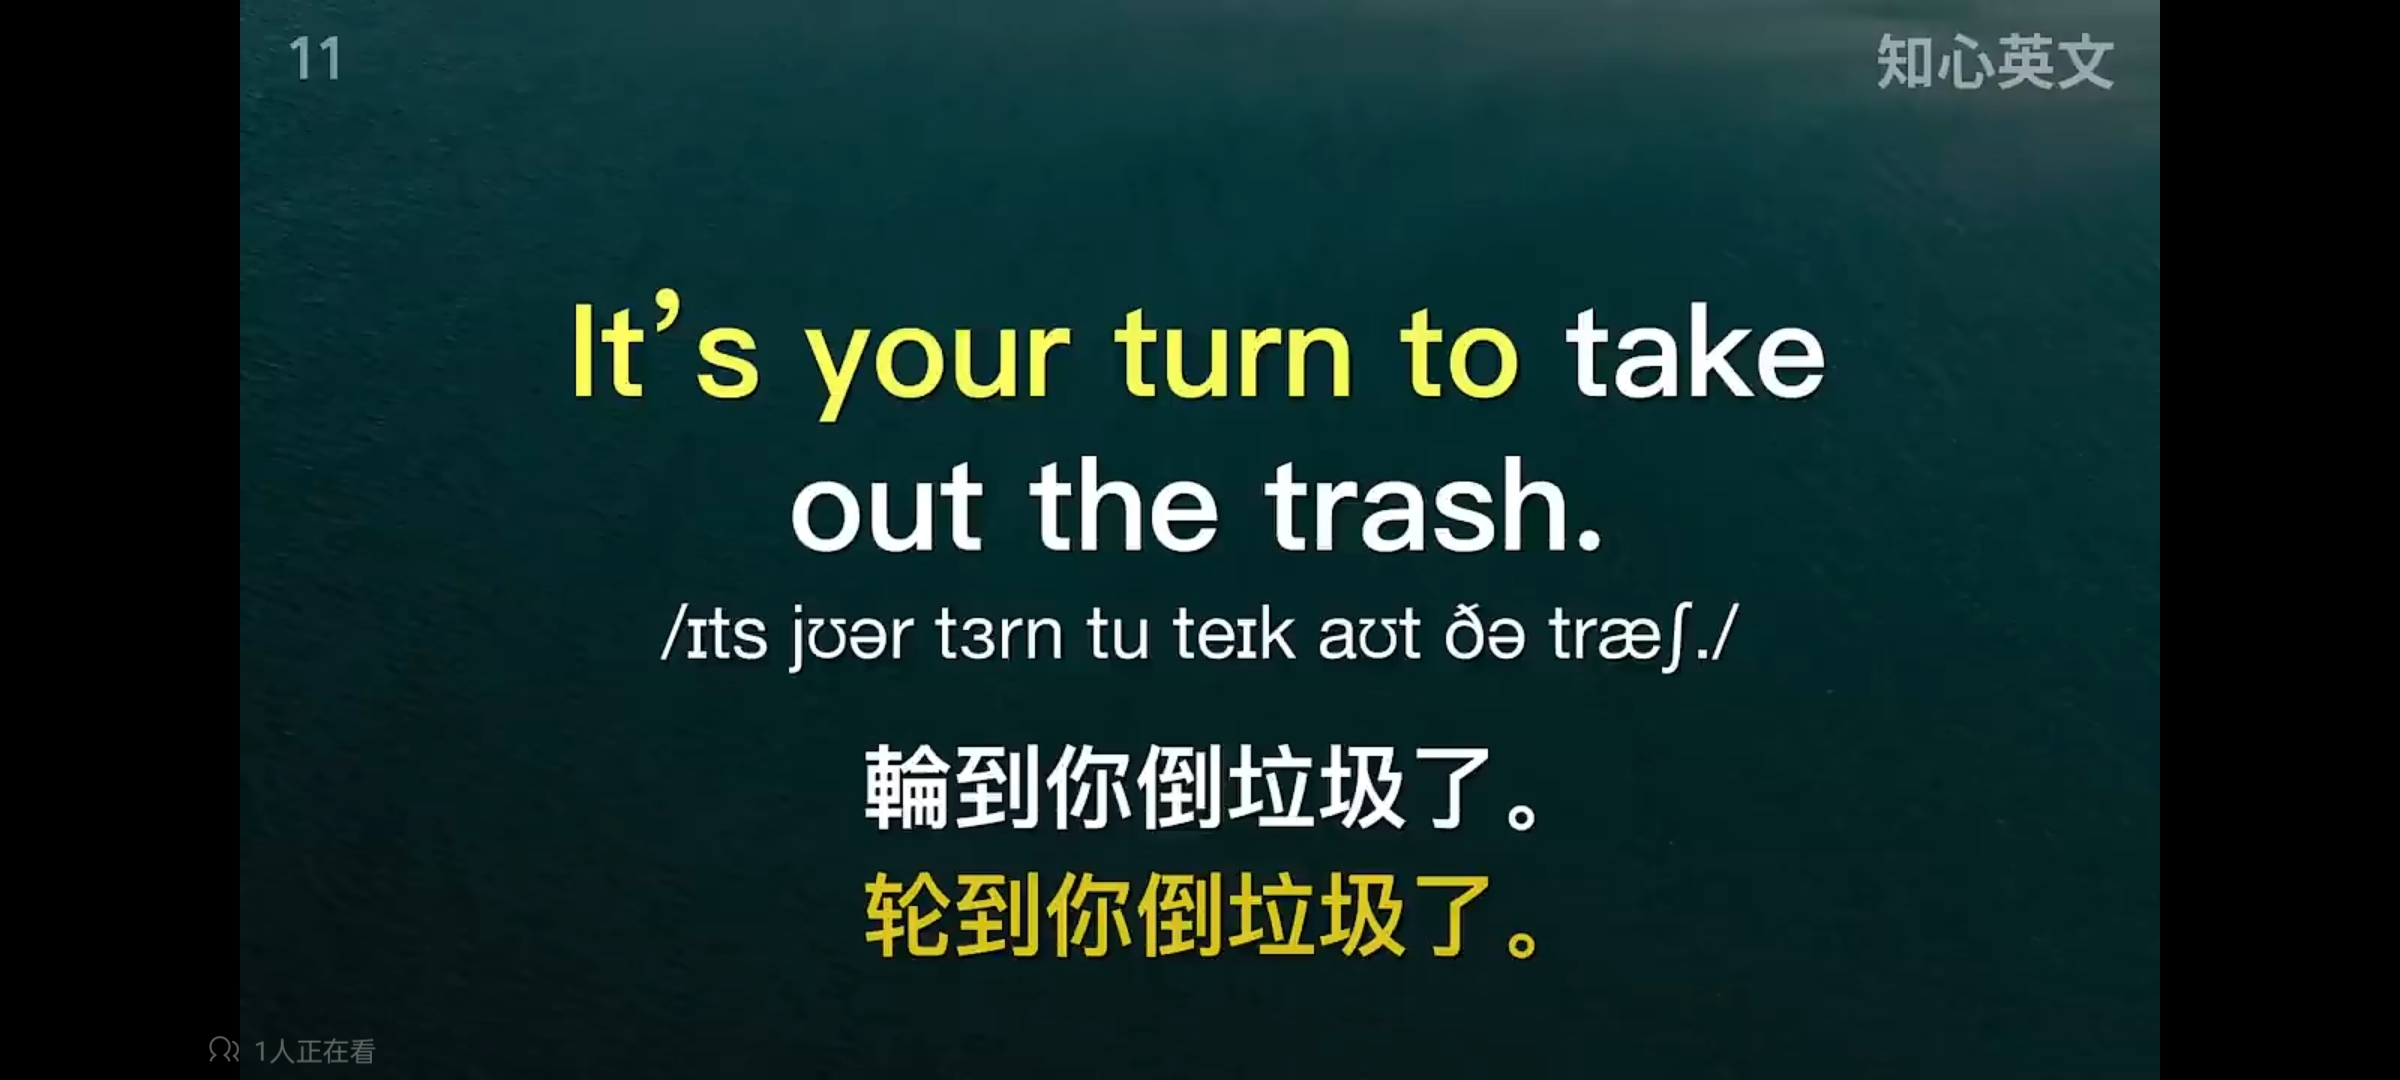 11
知心英文
It’s your turn to take
out the trash.
/ɪts jʊər tɜrn tu teɪk aʊt ðə træʃ./
輪到你倒垃圾了。
轮到你倒垃圾了。
1人正在看